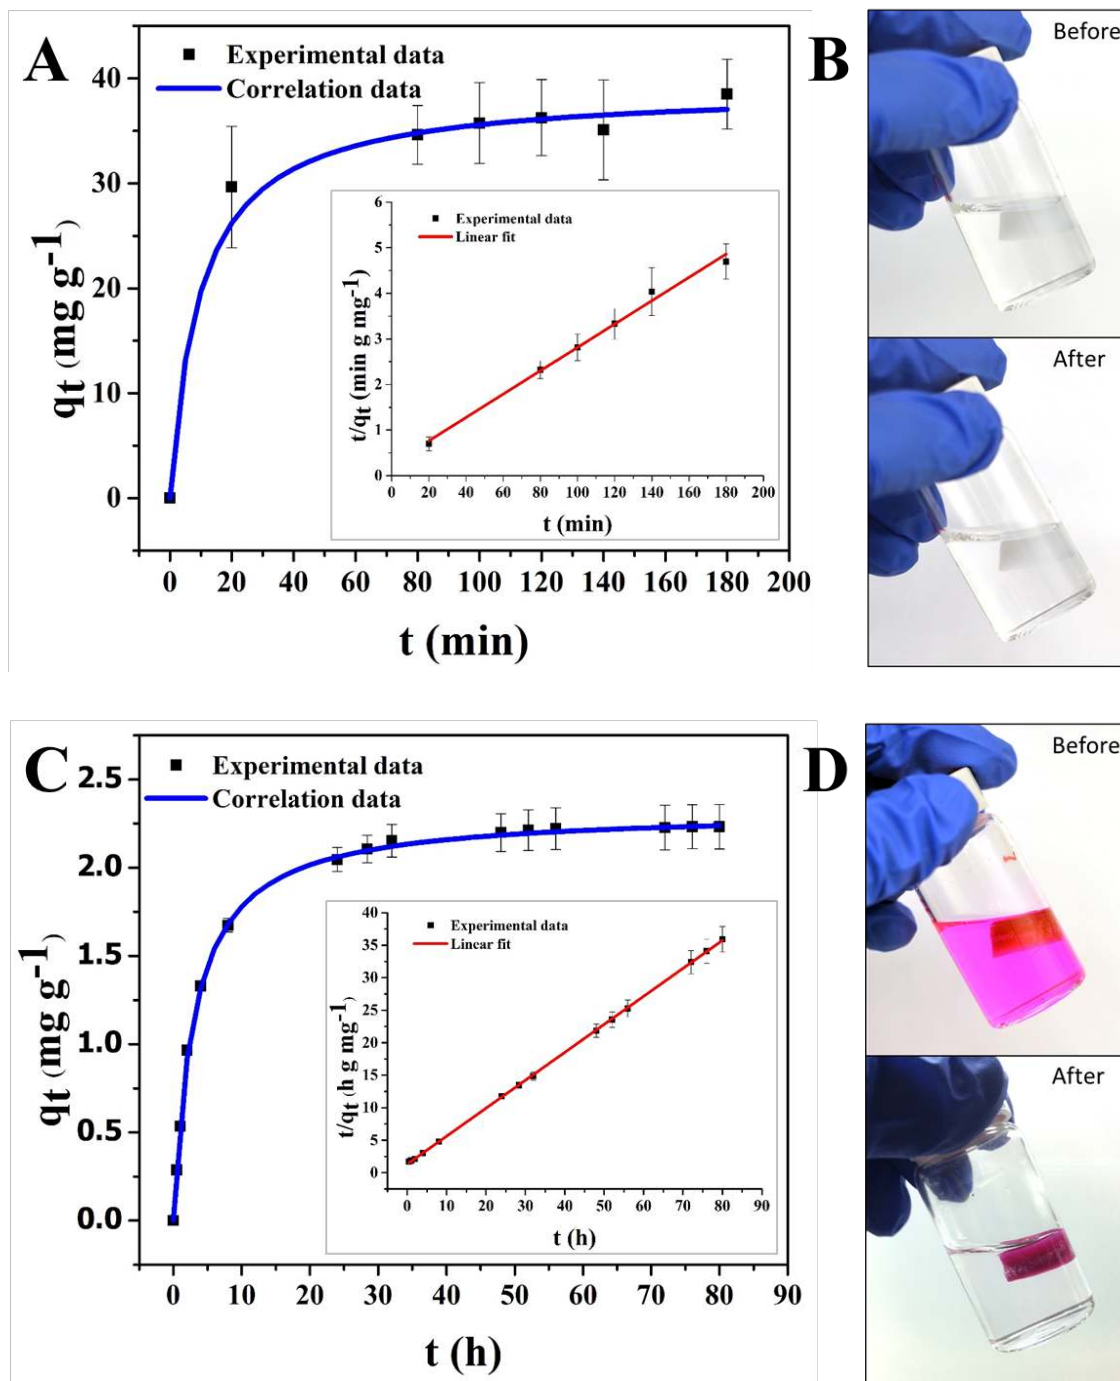 A
Experimental data
Correlation data
qt (mg g-1)
40
30
20
10
0
0 20 40 60 80 100 120 140 160 180 200
t (min)
Experimental data
Linear fit
t/qt (min g mg-1)
6
5
4
3
2
1
0
0 20 40 60 80 100 120 140 160 180 200
t (min)
B
Before
After
C
Experimental data
Correlation data
qt (mg g-1)
2.5
2.0
1.5
1.0
0.5
0.0
0 10 20 30 40 50 60 70 80 90
t (h)
Experimental data
Linear fit
t/qt (h g mg-1)
40
35
30
25
20
15
10
5
0
0 10 20 30 40 50 60 70 80 90
t (h)
D
Before
After